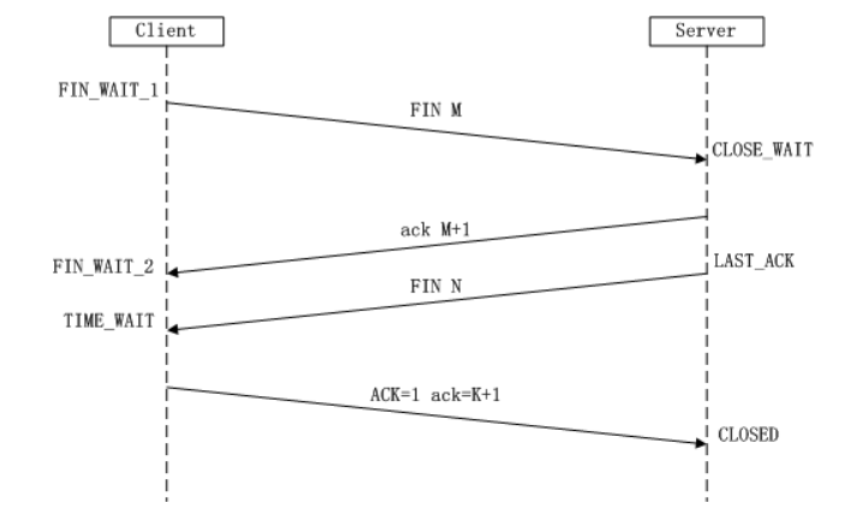 Client
Server
FIN_WAIT_1
FIN M
CLOSE_WAIT
ack M+1
FIN_WAIT_2
LAST_ACK
FIN N
TIME_WAIT
ACK=1 ack=K+1
CLOSED